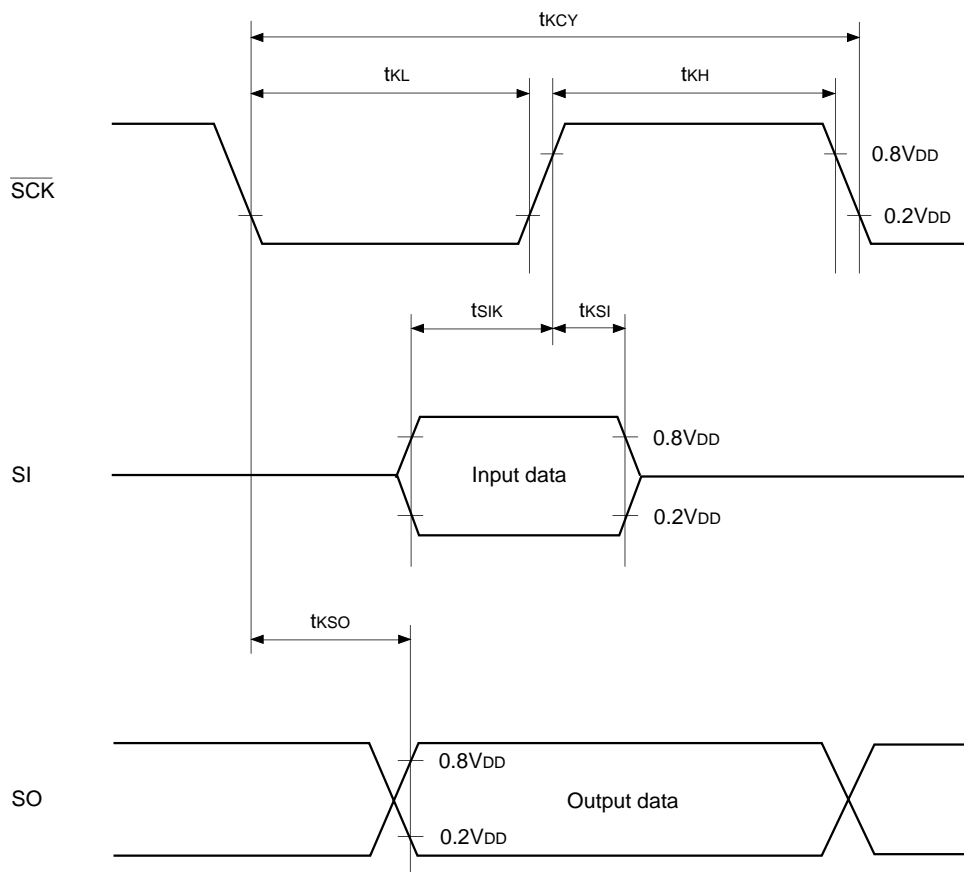 tKCY
tKL
tKH
0.8VDD
SCK
0.2VDD
tSIK
tKSI
0.8VDD
SI
Input data
0.2VDD
tKSO
0.8VDD
SO
Output data
0.2VDD